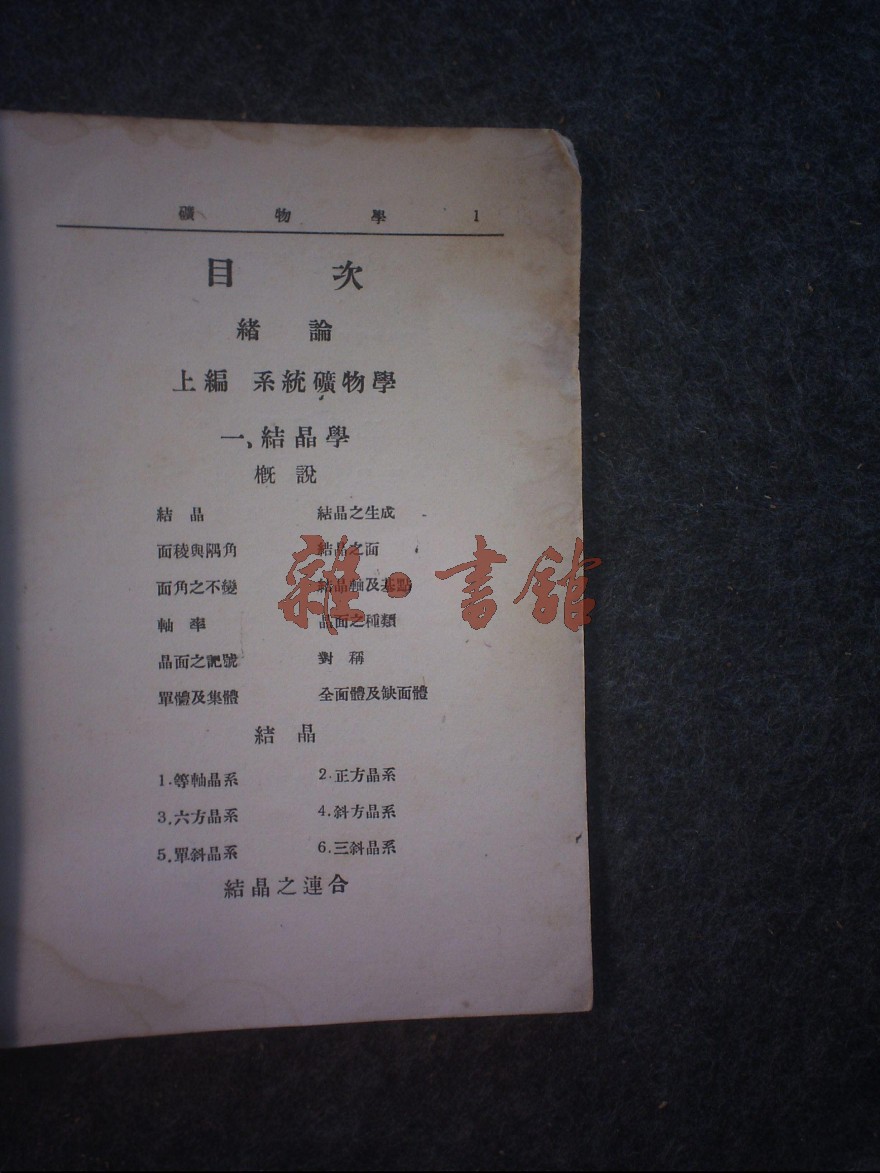 礦物學 1
目次
緒論
上編 系統礦物學
一、結晶學
概說
結晶 結晶之生成
面稜與隅角 結晶之面
面角之不變 結晶軸及基點
軸率 晶面之種類
晶面之記號 對稱
單體及集體 全面體及缺面體
結晶
1.等軸晶系 2.正方晶系
3.六方晶系 4.斜方晶系
5.單斜晶系 6.三斜晶系
結晶之連合
雜·書館